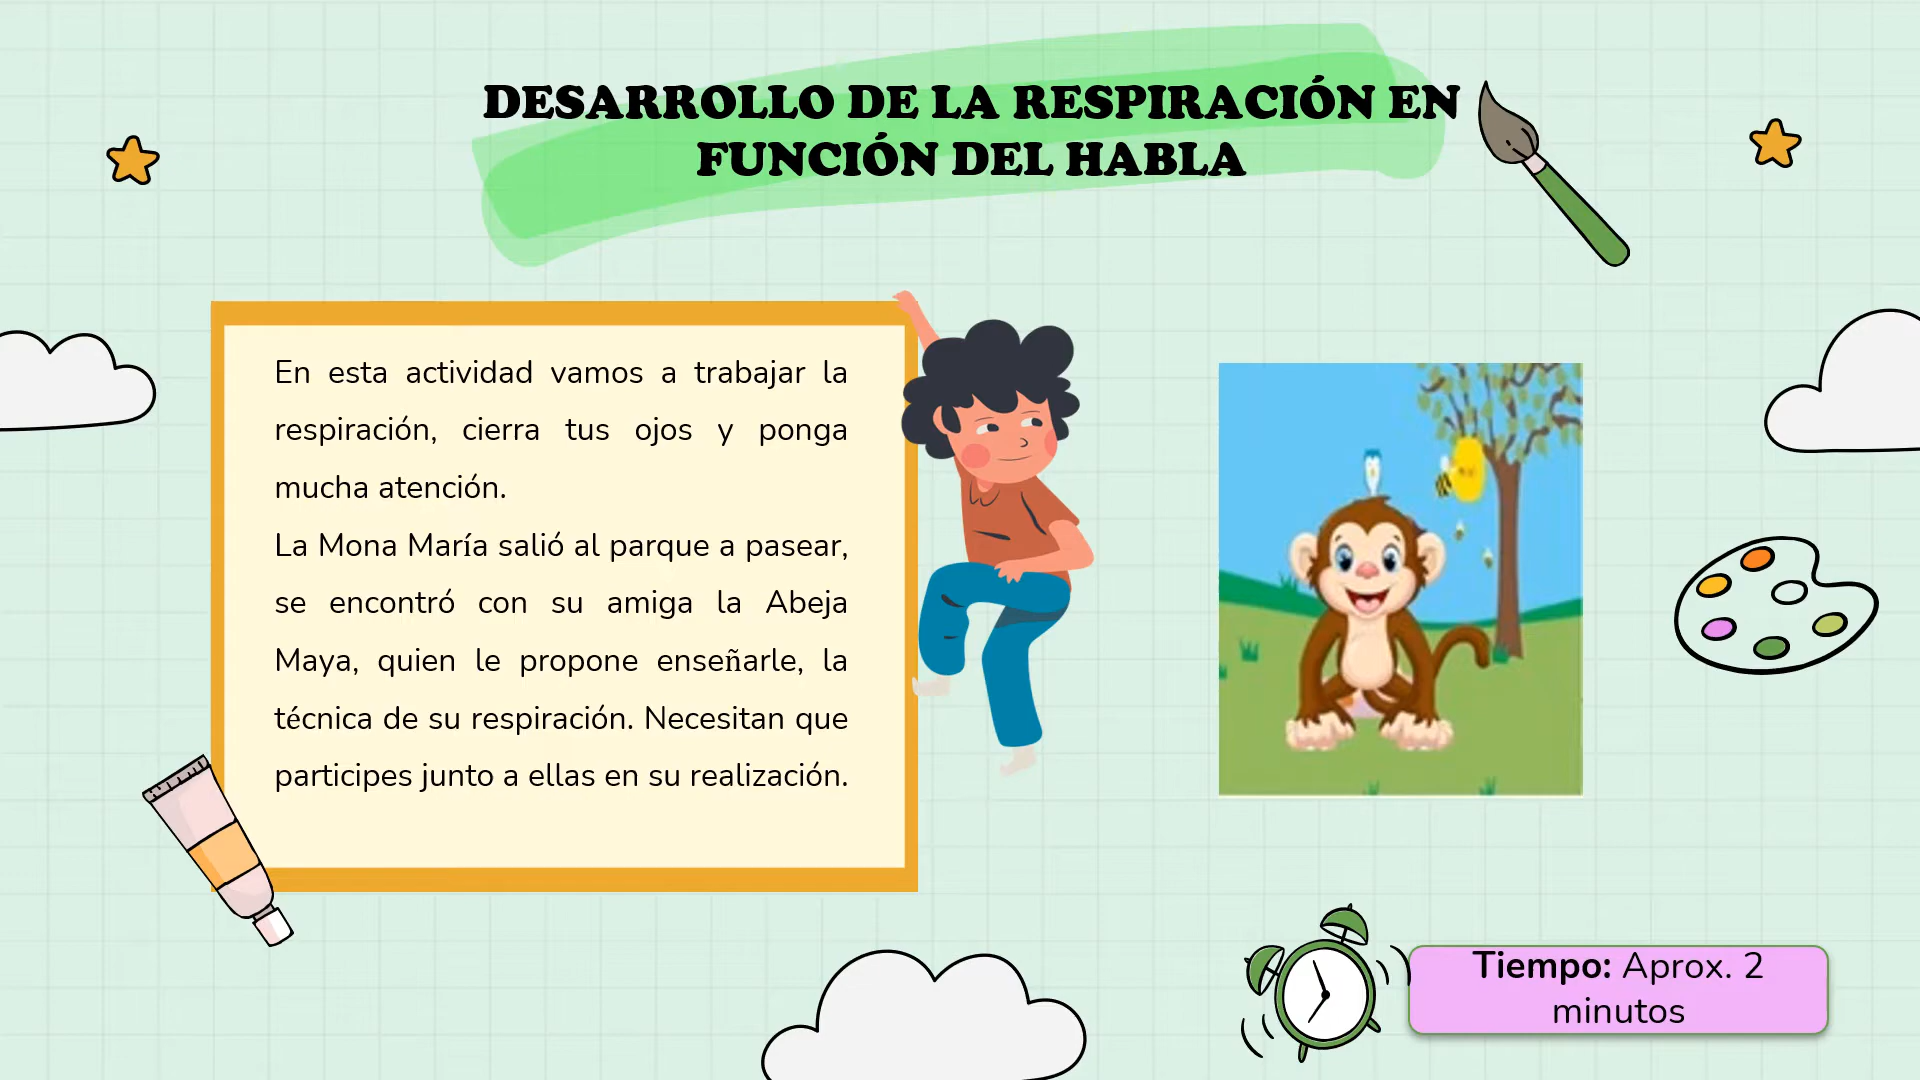 DESARROLLO DE LA RESPIRACIÓN EN
FUNCIÓN DEL HABLA
En esta actividad vamos a trabajar la
respiración, cierra tus ojos y ponga
mucha atención.
La Mona María salió al parque a pasear,
se encontró con su amiga la Abeja
Maya, quien le propone enseñarle, la
técnica de su respiración. Necesitan que
participes junto a ellas en su realización.
Tiempo: Aprox. 2
minutos